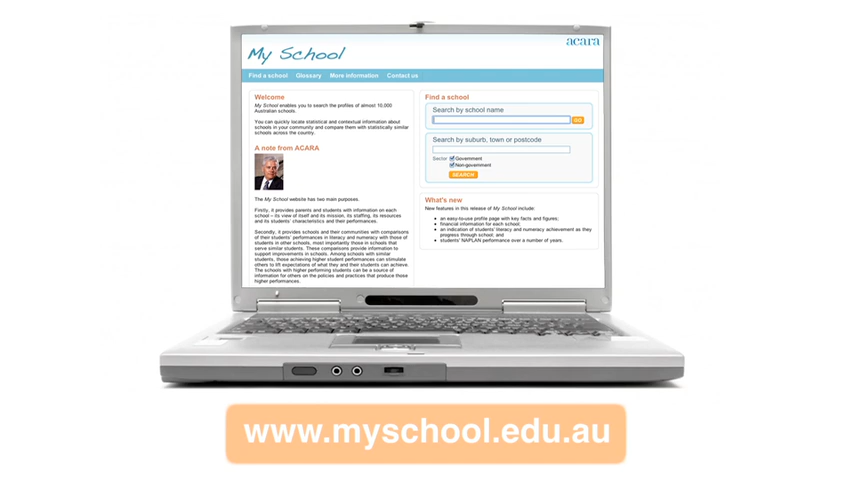 acara
My School
Find a school Glossary More information Contact us
Welcome
My School enables you to search the profiles of almost 10,000
Australian schools.
You can quickly locate statistical and contextual information about
schools in your community and compare them with statistically similar
schools across the country.
A note from ACARA
The My School website has two main purposes.
Firstly, it provides parents and students with information on each
school – its view of itself and its mission, its staffing, its resources
and its students' characteristics and their performances.
Secondly, it provides schools and their communities with comparisons
of their students' performances in literacy and numeracy with those of
students in other schools, most importantly those in schools that
serve similar students. These comparisons provide information to
support improvements in schools. Among schools with similar
students, those achieving higher student performances can stimulate
others to lift expectations of what they and their students can achieve.
The schools with higher performing students can be a source of
information for others on the policies and practices that produce those
higher performances.
Find a school
Search by school name
GO
Search by suburb, town or postcode
Sector Government
Non-government
SEARCH
What's new
New features in this release of My School include:
an easy-to-use profile page with key facts and figures;
financial information for each school;
an indication of students' literacy and numeracy achievement as they
progress through school; and
students' NAPLAN performance over a number of years.
www.myschool.edu.au